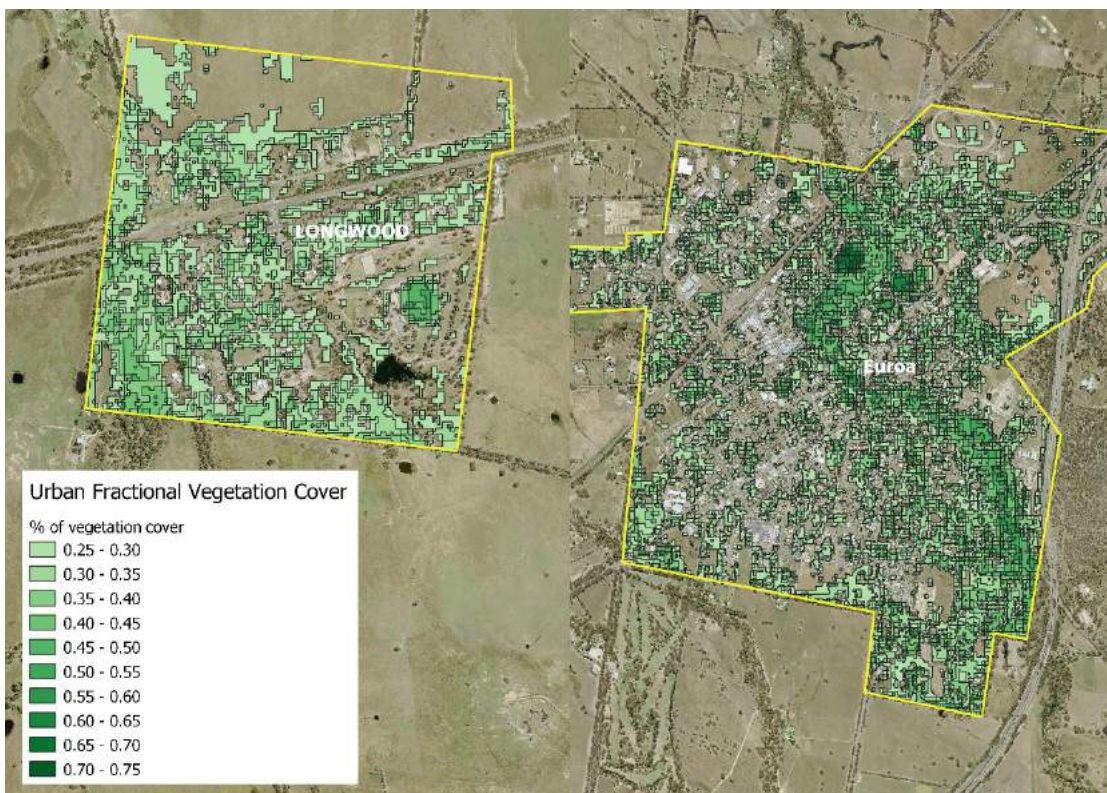 LONGWOOD
Euroa
Urban Fractional Vegetation Cover
% of vegetation cover
0.25 - 0.30
0.30 - 0.35
0.35 - 0.40
0.40 - 0.45
0.45 - 0.50
0.50 - 0.55
0.55 - 0.60
0.60 - 0.65
0.65 - 0.70
0.70 - 0.75